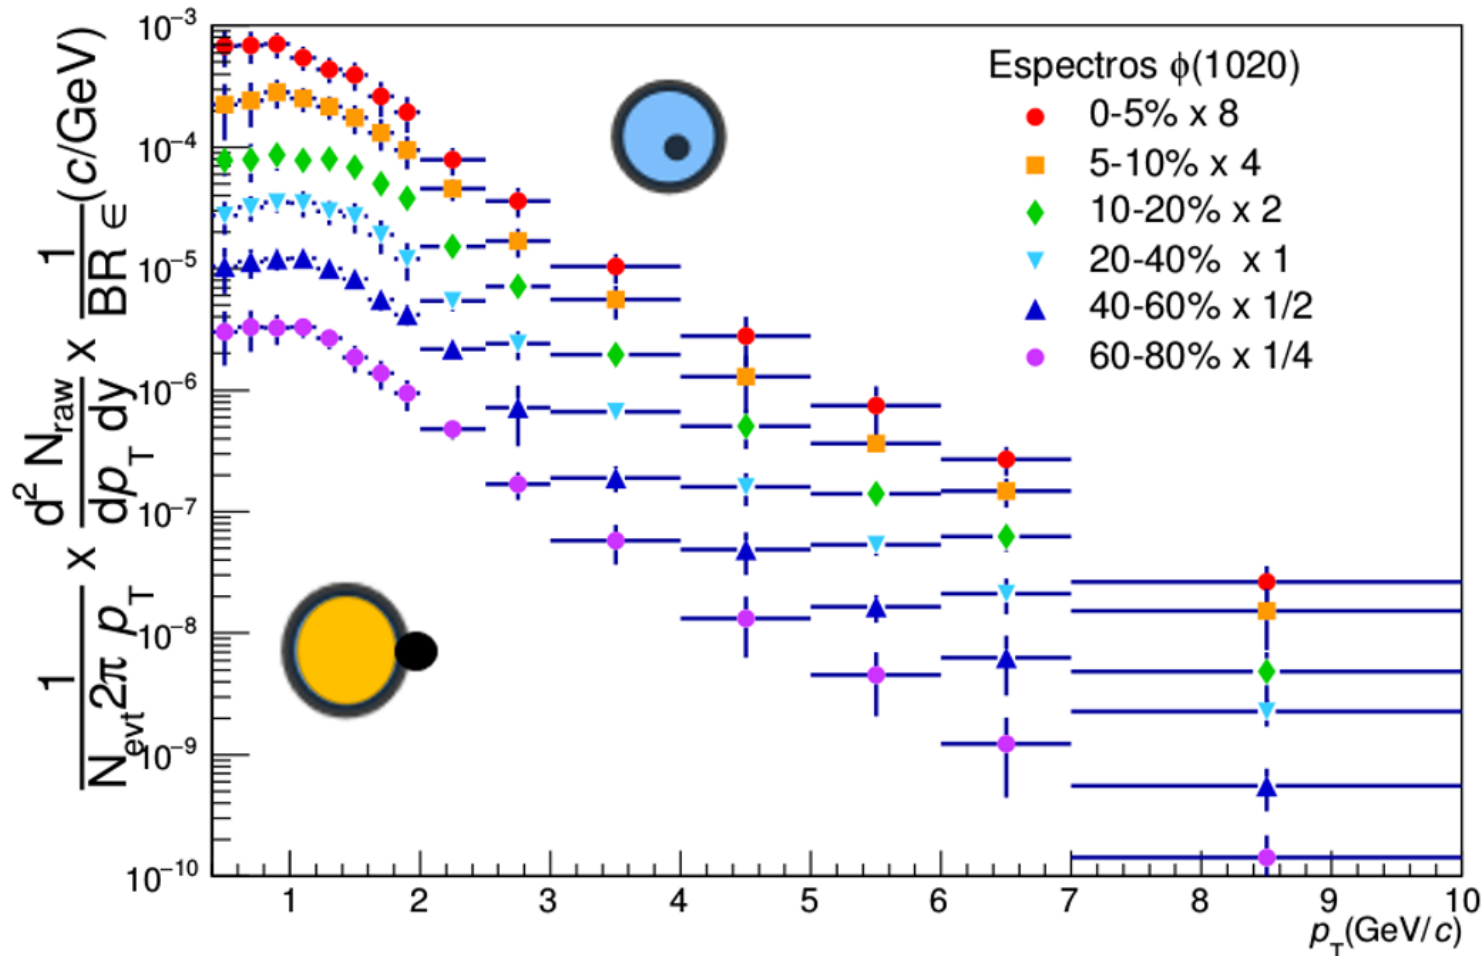 1/(N_evt 2π p_T) x d² N_raw/(dp_T dy) x 1/(BR ∈) (c/GeV)
10⁻³
10⁻⁴
10⁻⁵
10⁻⁶
10⁻⁷
10⁻⁸
10⁻⁹
10⁻¹⁰
Espectros ϕ(1020)
0-5% x 8
5-10% x 4
10-20% x 2
20-40% x 1
40-60% x 1/2
60-80% x 1/4
1 2 3 4 5 6 7 8 9 10
p_T(GeV/c)